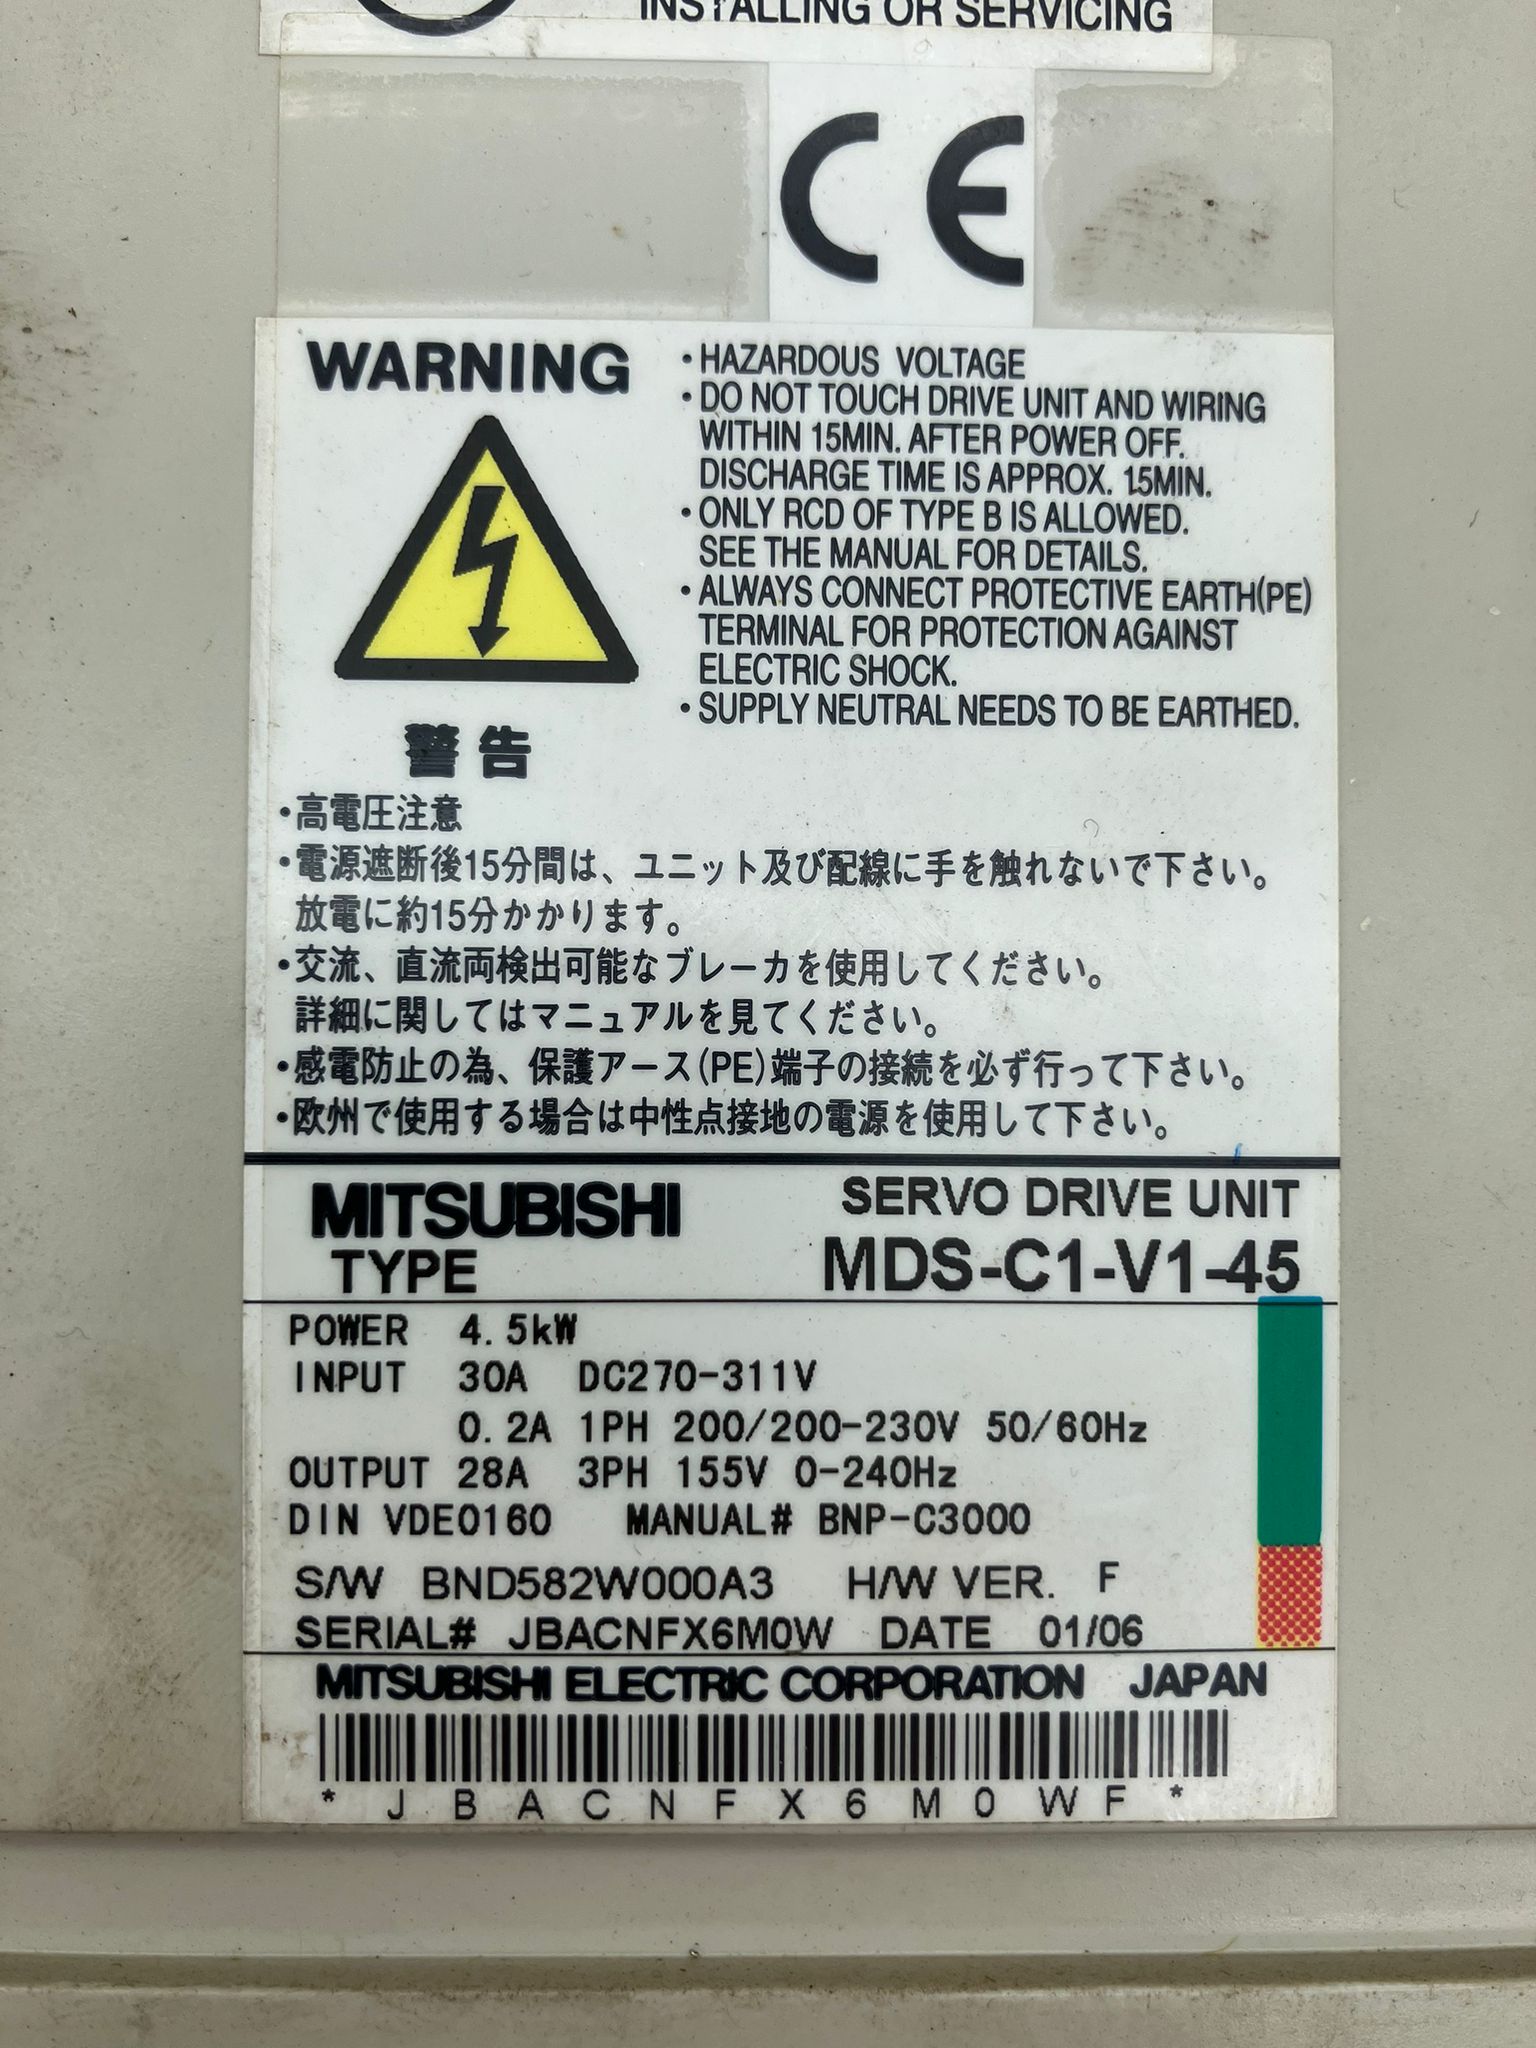 INSTALLING OR SERVICING
CE
WARNING
・HAZARDOUS VOLTAGE
・DO NOT TOUCH DRIVE UNIT AND WIRING
WITHIN 15MIN. AFTER POWER OFF.
DISCHARGE TIME IS APPROX. 15MIN.
・ONLY RCD OF TYPE B IS ALLOWED.
SEE THE MANUAL FOR DETAILS.
・ALWAYS CONNECT PROTECTIVE EARTH(PE)
TERMINAL FOR PROTECTION AGAINST
ELECTRIC SHOCK.
・SUPPLY NEUTRAL NEEDS TO BE EARTHED.
警告
・高電圧注意
・電源遮断後15分間は、ユニット及び配線に手を触れないで下さい。
放電に約15分かかります。
・交流、直流両検出可能なブレーカを使用してください。
詳細に関してはマニュアルを見てください。
・感電防止の為、保護アース(PE)端子の接続を必ず行って下さい。
・欧州で使用する場合は中性点接地の電源を使用して下さい。
MITSUBISHI SERVO DRIVE UNIT
TYPE MDS-C1-V1-45
POWER 4.5kW
INPUT 30A DC270-311V
0.2A 1PH 200/200-230V 50/60Hz
OUTPUT 28A 3PH 155V 0-240Hz
DIN VDE0160 MANUAL# BNP-C3000
S/W BND582W000A3 H/W VER. F
SERIAL# JBACNFX6M0W DATE 01/06
MITSUBISHI ELECTRIC CORPORATION JAPAN
* J B A C N F X 6 M 0 W F *